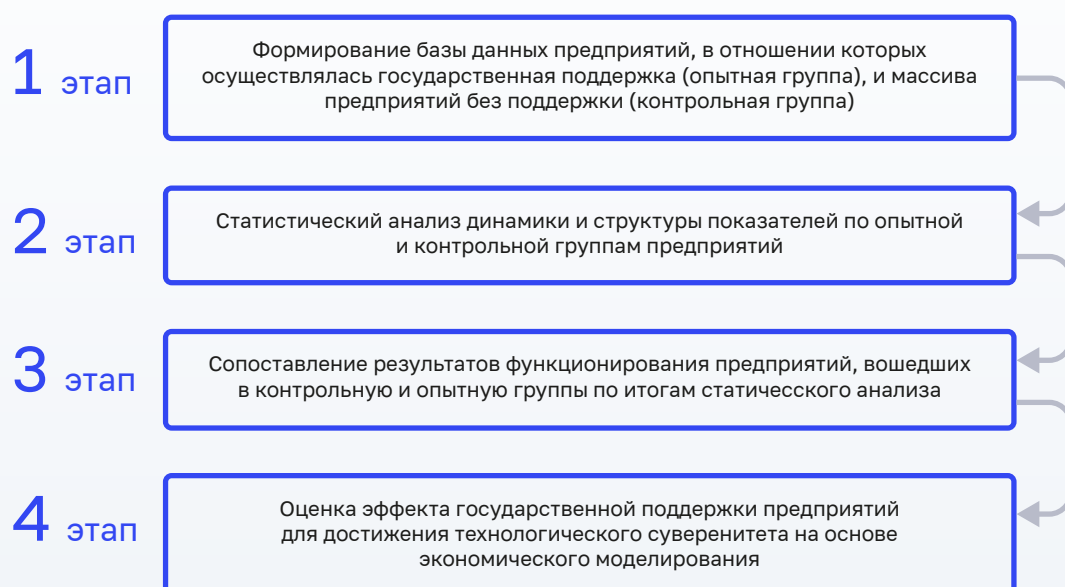 1 этап
Формирование базы данных предприятий, в отношении которых
осуществлялась государственная поддержка (опытная группа), и массива
предприятий без поддержки (контрольная группа)
2 этап
Статистический анализ динамики и структуры показателей по опытной
и контрольной группам предприятий
3 этап
Сопоставление результатов функционирования предприятий, вошедших
в контрольную и опытную группы по итогам статичесского анализа
4 этап
Оценка эффекта государственной поддержки предприятий
для достижения технологического суверенитета на основе
экономического моделирования